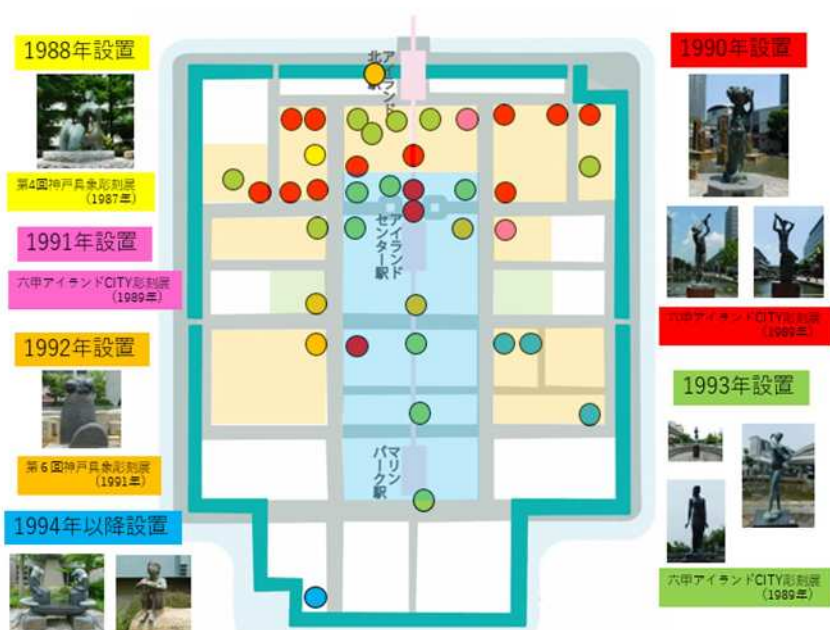 1988年設置
第4回神戸具象彫刻展
(1987年)
1991年設置
六甲アイランドCITY彫刻展
(1989年)
1992年設置
第6回神戸具象彫刻展
(1991年)
1994年以降設置
アイランド
北駅
アイランド
センター駅
マリン
パーク駅
1990年設置
六甲アイランドCITY彫刻展
(1989年)
1993年設置
六甲アイランドCITY彫刻展
(1989年)